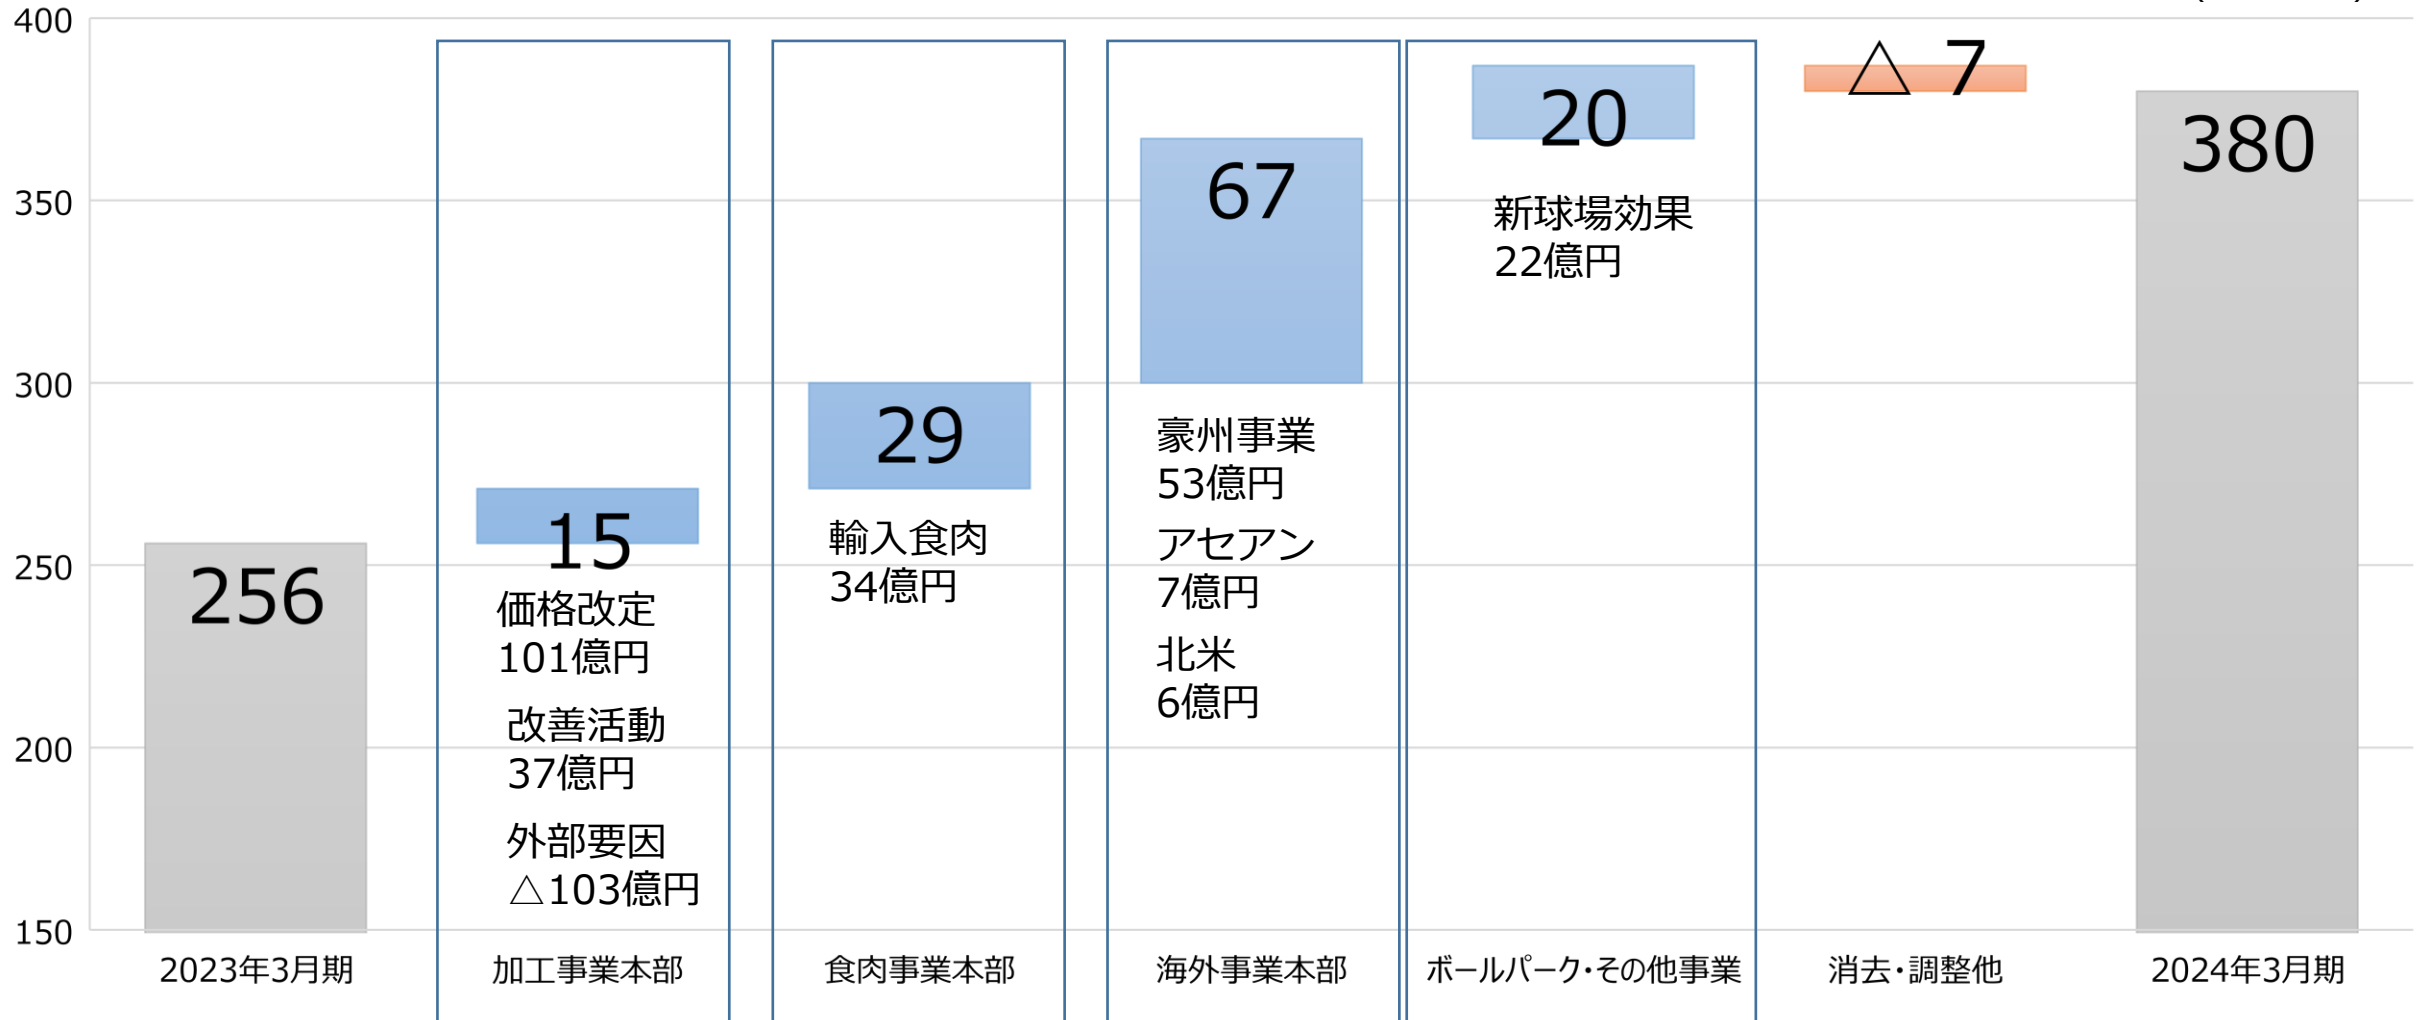 400
350
300
250
200
150
256
15
価格改定
101億円
改善活動
37億円
外部要因
△103億円
29
輸入食肉
34億円
67
豪州事業
53億円
アセアン
7億円
北米
6億円
20
新球場効果
22億円
△ 7
380
2023年3月期
加工事業本部
食肉事業本部
海外事業本部
ボールパーク・その他事業
消去・調整他
2024年3月期